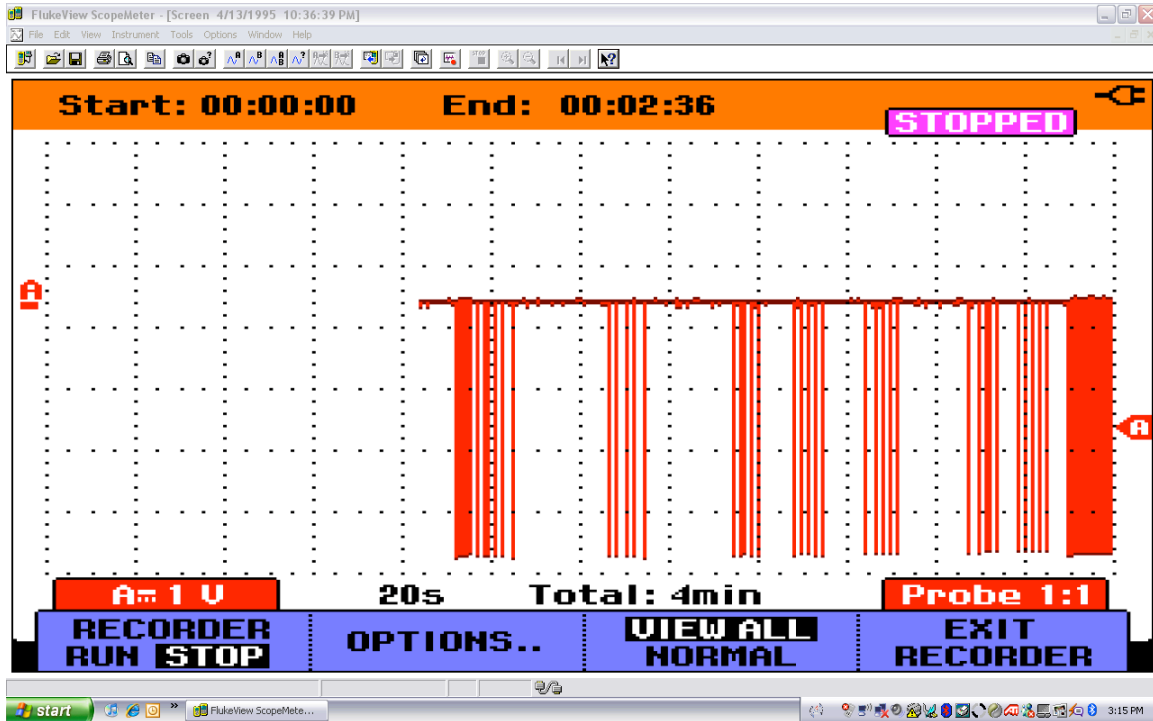 FlukeView ScopeMeter - [Screen 4/13/1995 10:36:39 PM]
File Edit View Instrument Tools Options Window Help
Start: 00:00:00 End: 00:02:36
STOPPED
A
A
A 1 V 20s Total: 4min Probe 1:1
RECORDER OPTIONS.. VIEW ALL EXIT
RUN STOP NORMAL RECORDER
start FlukeView ScopeMete... 3:15 PM